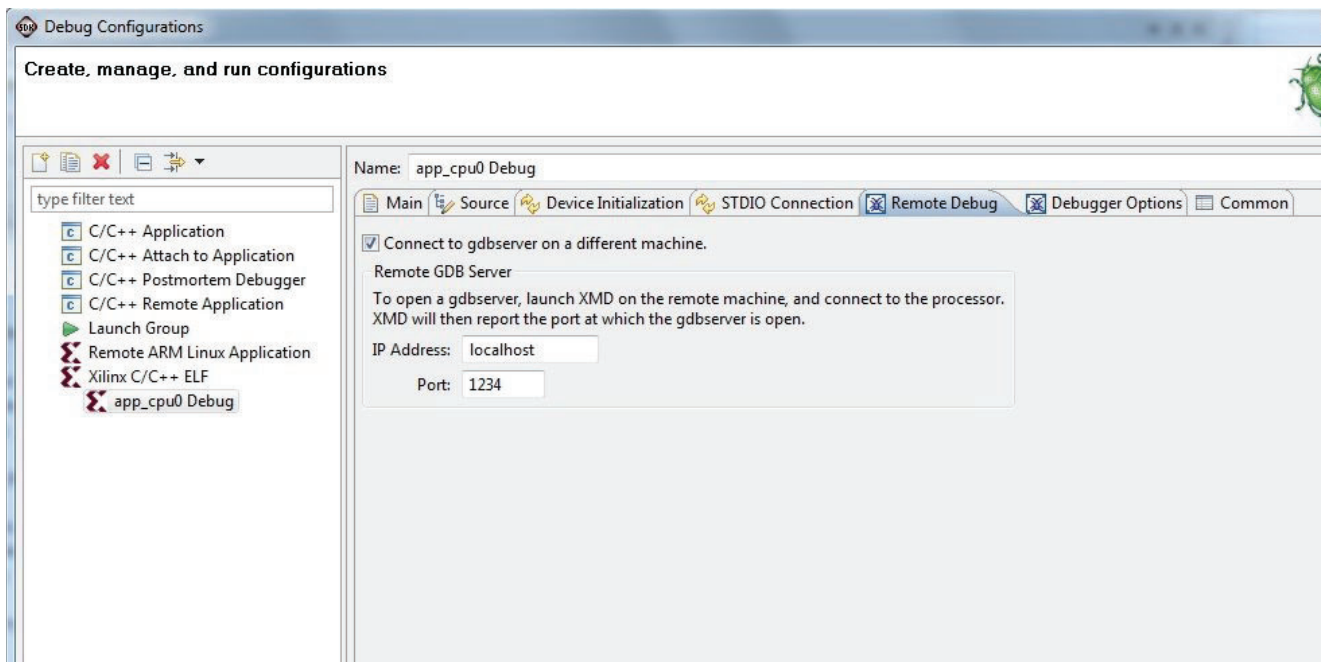 SDK Debug Configurations
Create, manage, and run configurations
type filter text
C/C++ Application
C/C++ Attach to Application
C/C++ Postmortem Debugger
C/C++ Remote Application
Launch Group
Remote ARM Linux Application
Xilinx C/C++ ELF
app_cpu0 Debug
Name: app_cpu0 Debug
Main Source Device Initialization STDIO Connection Remote Debug Debugger Options Common
Connect to gdbserver on a different machine.
Remote GDB Server
To open a gdbserver, launch XMD on the remote machine, and connect to the processor.
XMD will then report the port at which the gdbserver is open.
IP Address: localhost
Port: 1234